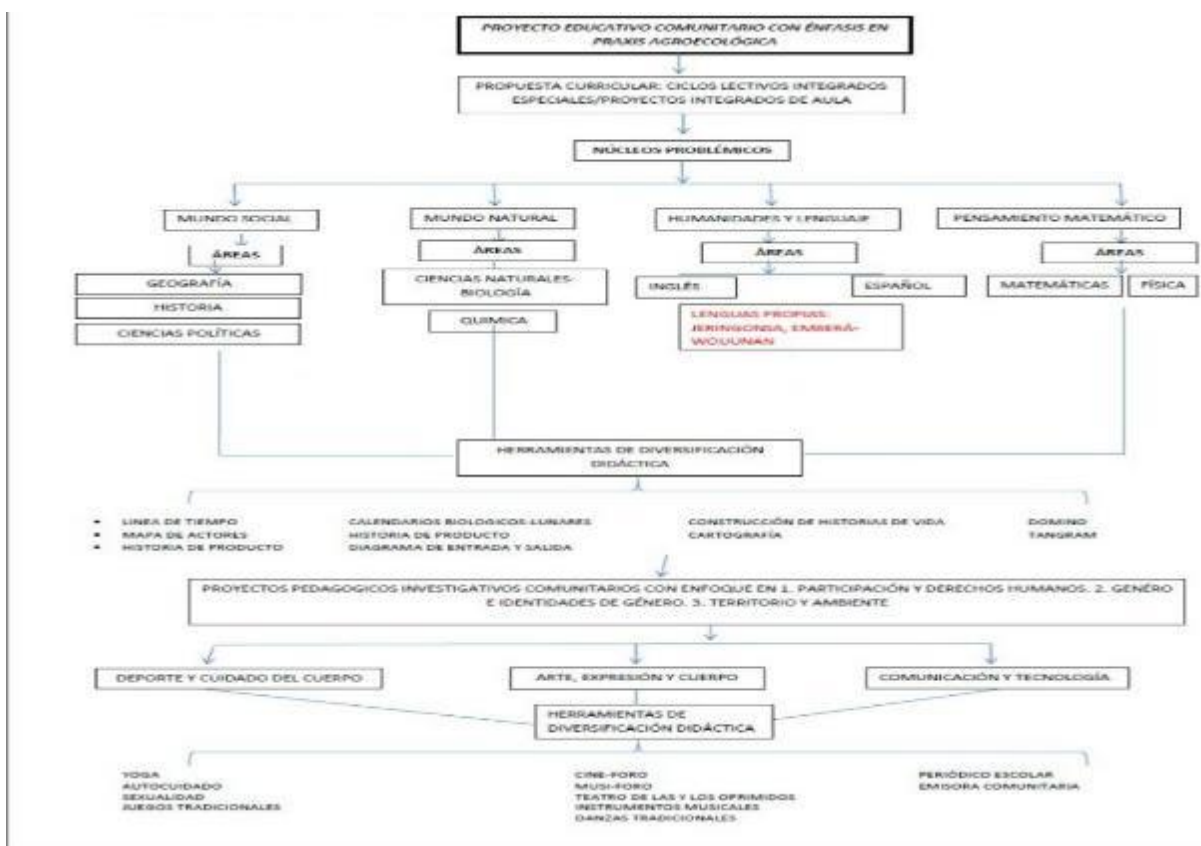 PROYECTO EDUCATIVO COMUNITARIO CON ÉNFASIS EN
PRAXIS AGROECOLÓGICA
PROPUESTA CURRICULAR: CICLOS LECTIVOS INTEGRADOS
ESPECIALES/PROYECTOS INTEGRADOS DE AULA
NÚCLEOS PROBLÉMICOS
MUNDO SOCIAL
MUNDO NATURAL
HUMANIDADES Y LENGUAJE
PENSAMIENTO MATEMÁTICO
ÁREAS
ÁREAS
ÁREAS
ÁREAS
GEOGRAFÍA
HISTORIA
CIENCIAS POLÍTICAS
CIENCIAS NATURALES-
BIOLOGÍA
QUIMICA
INGLÉS
ESPAÑOL
LENGUAS PROPIAS:
JERINGONSA, EMBERÁ-
WOUUNAN
MATEMÁTICAS
FÍSICA
HERRAMIENTAS DE DIVERSIFICACIÓN
DIDÁCTICA
• LINEA DE TIEMPO
• MAPA DE ACTORES
• HISTORIA DE PRODUCTO
CALENDARIOS BIOLOGICOS-LUNARES
HISTORIA DE PRODUCTO
DIAGRAMA DE ENTRADA Y SALIDA
CONSTRUCCIÓN DE HISTORIAS DE VIDA
CARTOGRAFÍA
DOMINO
TANGRAM
PROYECTOS PEDAGOGICOS INVESTIGATIVOS COMUNITARIOS CON ENFOQUE EN 1. PARTICIPACIÓN Y DERECHOS HUMANOS. 2. GENÉRO
E IDENTIDADES DE GÉNERO. 3. TERRITORIO Y AMBIENTE
DEPORTE Y CUIDADO DEL CUERPO
ARTE, EXPRESIÓN Y CUERPO
COMUNICACIÓN Y TECNOLOGÍA
HERRAMIENTAS DE
DIVERSIFICACIÓN DIDÁCTICA
YOGA
AUTOCUIDADO
SEXUALIDAD
JUEGOS TRADICIONALES
CINE-FORO
MUSI-FORO
TEATRO DE LAS Y LOS OPRIMIDOS
INSTRUMENTOS MUSICALES
DANZAS TRADICIONALES
PERIÓDICO ESCOLAR
EMISORA COMUNITARIA